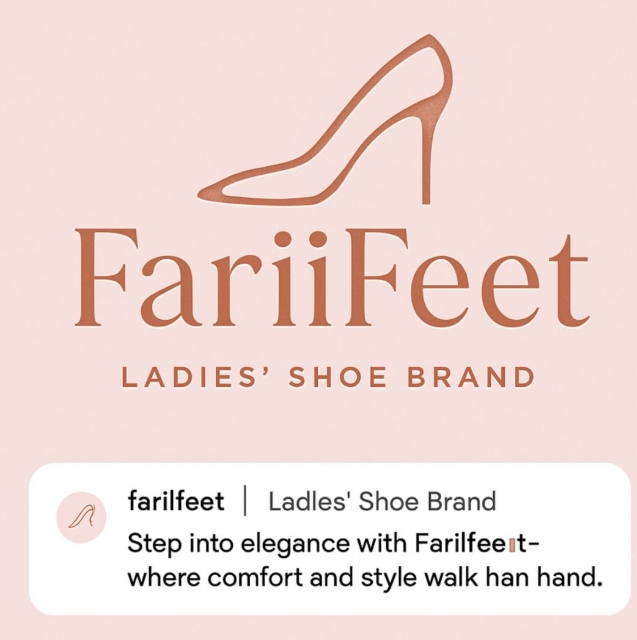 FariiFeet
LADIES’ SHOE BRAND
farilfeet | Ladles' Shoe Brand
Step into elegance with Farilfeet–
where comfort and style walk han hand.